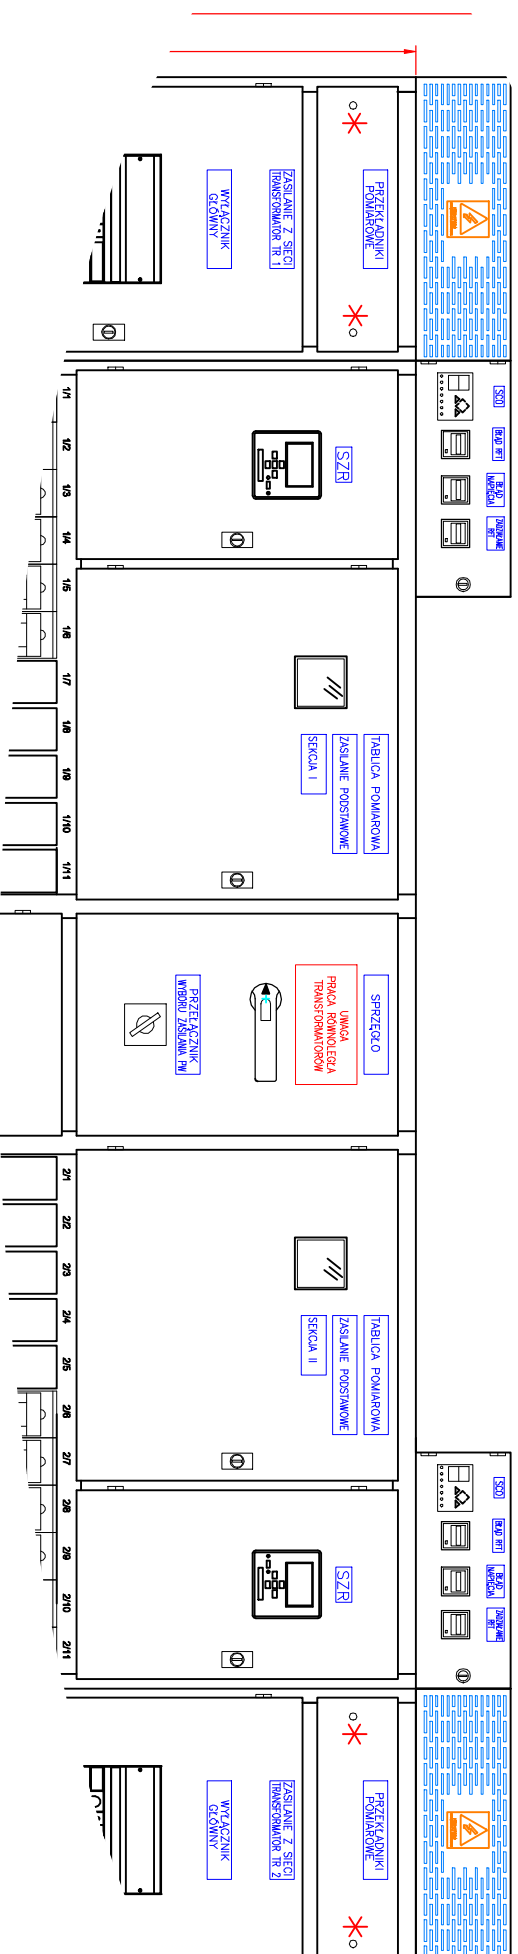 PRZEKŁADNIKI
POMIAROWE
ZASILANIE Z SIECI
TRANSFORMATOR TR 1
WYŁĄCZNIK
GŁÓWNY
SCO
BŁĄD RFT
BŁĄD
NAPIĘCIA
ZADZIAŁANIE
RFT
SZR
1/1
1/2
1/3
1/4
1/5
1/6
1/7
1/8
1/9
1/10
1/11
TABLICA POMIAROWA
ZASILANIE PODSTAWOWE
SEKCJA I
SPRZĘGŁO
UWAGA
PRACA RÓWNOLEGŁA
TRANSFORMATORÓW
PRZEŁĄCZNIK
WYBORU ZASILANIA PW
TABLICA POMIAROWA
ZASILANIE PODSTAWOWE
SEKCJA II
2/1
2/2
2/3
2/4
2/5
2/6
2/7
2/8
2/9
2/10
2/11
SCO
BŁĄD RFT
BŁĄD
NAPIĘCIA
ZADZIAŁANIE
RFT
SZR
PRZEKŁADNIKI
POMIAROWE
ZASILANIE Z SIECI
TRANSFORMATOR TR 2
WYŁĄCZNIK
GŁÓWNY